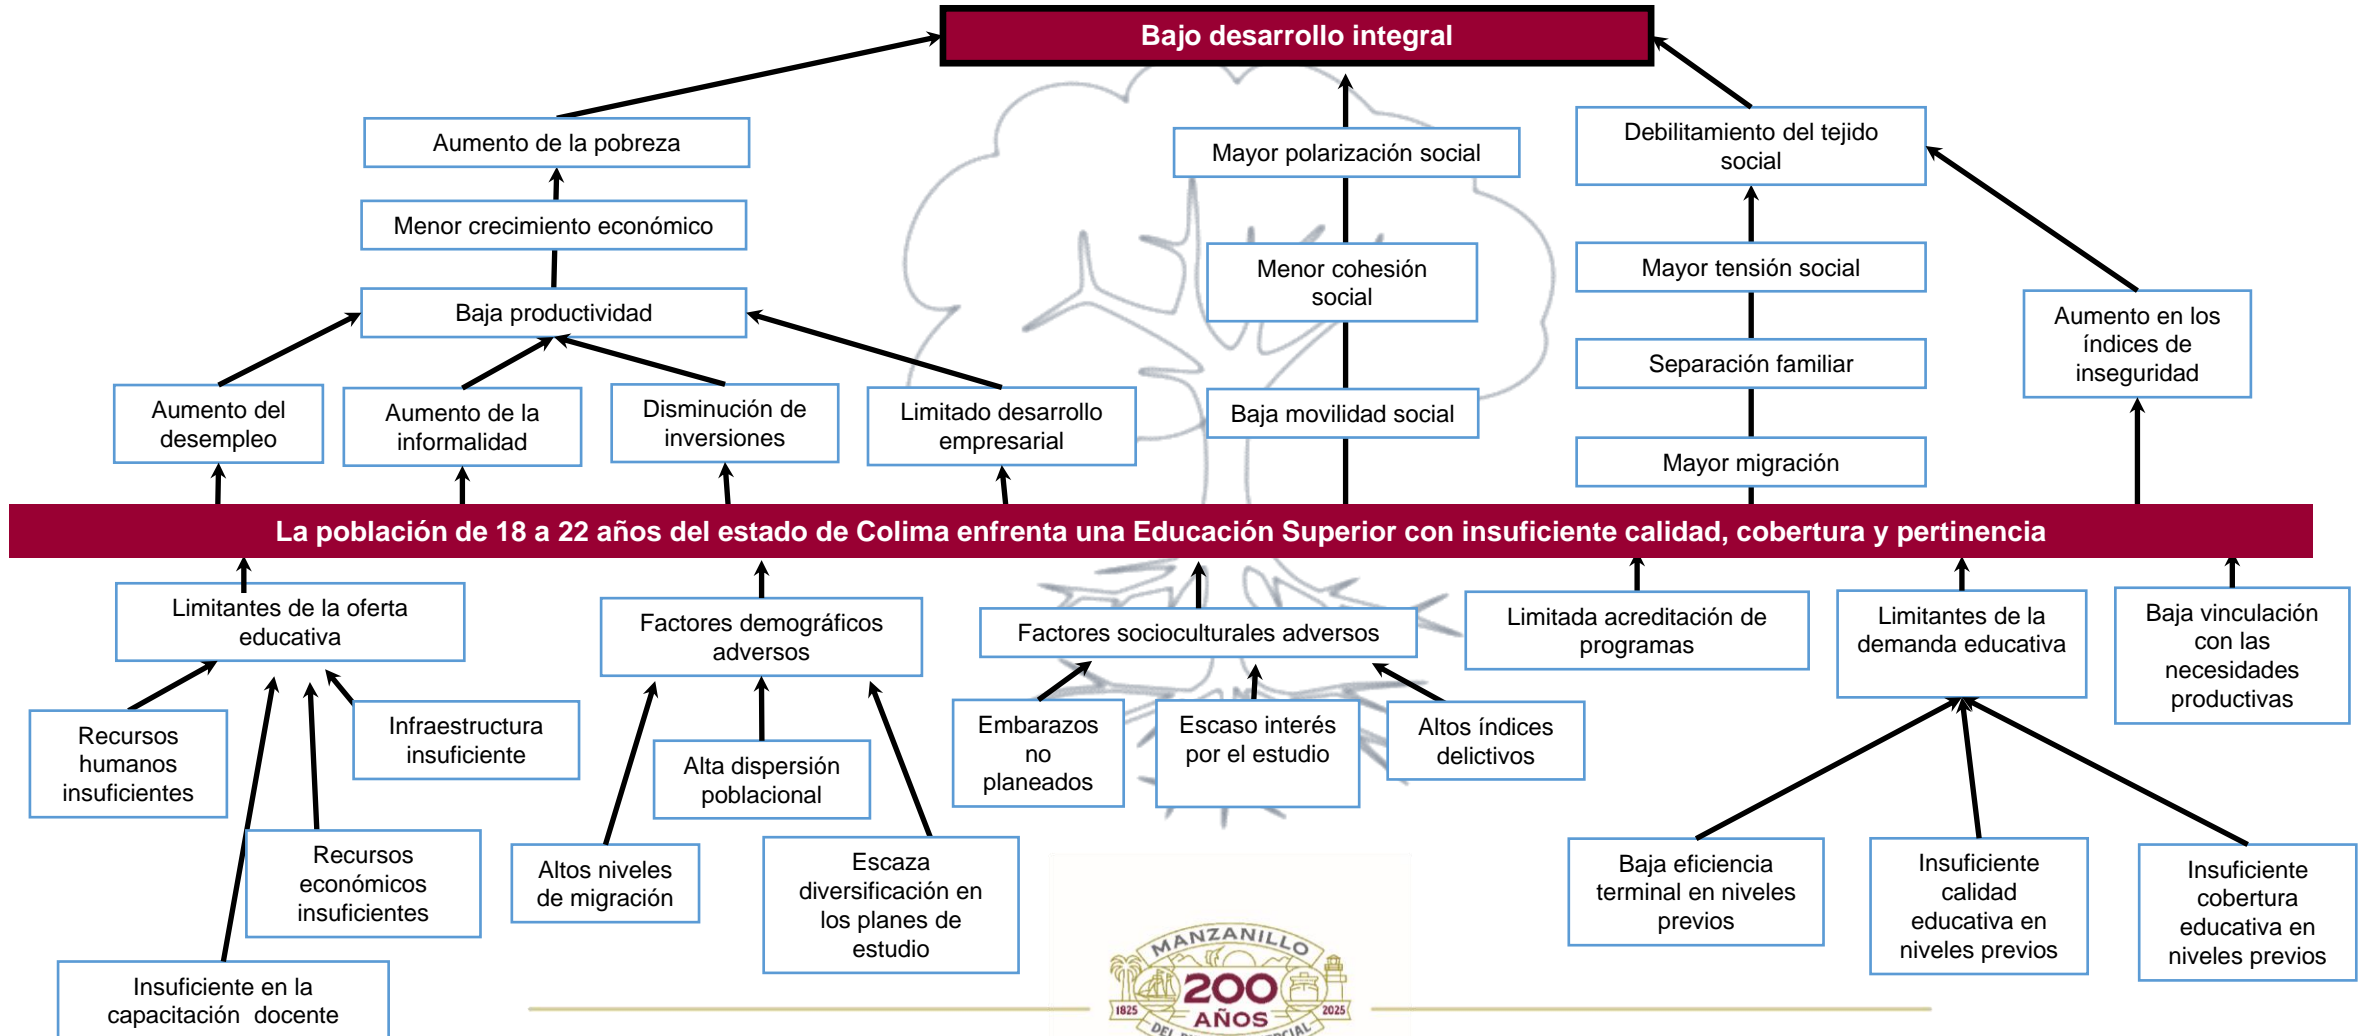 Bajo desarrollo integral
Aumento de la pobreza
Mayor polarización social
Debilitamiento del tejido
social
Menor crecimiento económico
Menor cohesión
social
Mayor tensión social
Baja productividad
Aumento en los
índices de
inseguridad
Separación familiar
Aumento del
desempleo
Aumento de la
informalidad
Disminución de
inversiones
Limitado desarrollo
empresarial
Baja movilidad social
Mayor migración
La población de 18 a 22 años del estado de Colima enfrenta una Educación Superior con insuficiente calidad, cobertura y pertinencia
Limitantes de la oferta
educativa
Factores demográficos
adversos
Factores socioculturales adversos
Limitada acreditación de
programas
Limitantes de la
demanda educativa
Baja vinculación
con las
necesidades
productivas
Recursos
humanos
insuficientes
Infraestructura
insuficiente
Alta dispersión
poblacional
Embarazos
no
planeados
Escaso interés
por el estudio
Altos índices
delictivos
Recursos
económicos
insuficientes
Altos niveles
de migración
Escaza
diversificación en
los planes de
estudio
Baja eficiencia
terminal en niveles
previos
Insuficiente
calidad
educativa en
niveles previos
Insuficiente
cobertura
educativa en
niveles previos
Insuficiente en la
capacitación docente
MANZANILLO
200
AÑOS
1825
2025
DEL